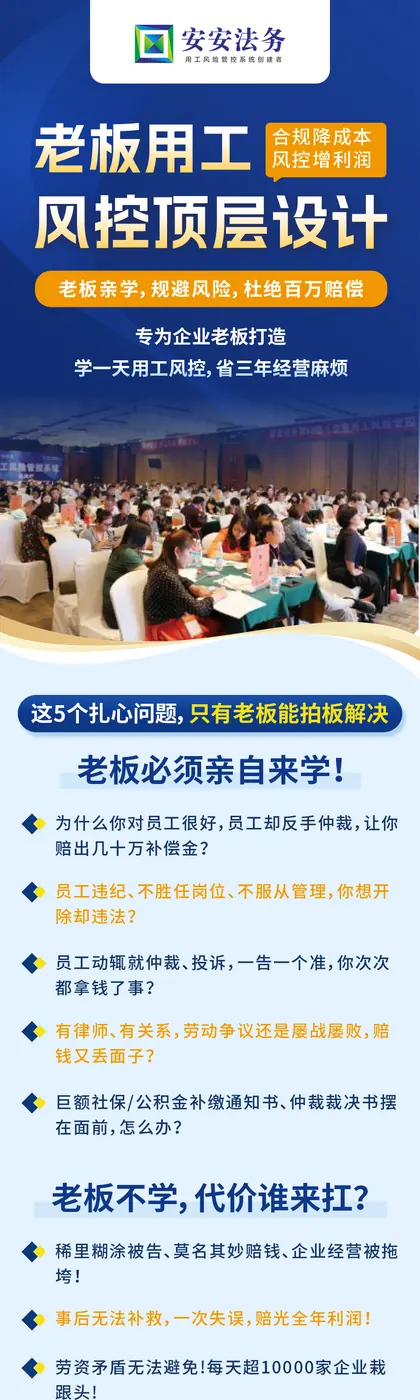 安安法务
用工风险管控系统创建者
老板用工
合规降成本
风控增利润
风控顶层设计
老板亲学,规避风险,杜绝百万赔偿
专为企业老板打造
学一天用工风控,省三年经营麻烦
工风险管控系统
这5个扎心问题,只有老板能拍板解决
老板必须亲自来学!
为什么你对员工很好,员工却反手仲裁,让你
赔出几十万补偿金?
员工违纪、不胜任岗位、不服从管理,你想开
除却违法?
员工动辄就仲裁、投诉,一告一个准,你次次
都拿钱了事?
有律师、有关系,劳动争议还是屡战屡败,赔
钱又丢面子?
巨额社保/公积金补缴通知书、仲裁裁决书摆
在面前,怎么办?
老板不学,代价谁来扛?
稀里糊涂被告、莫名其妙赔钱、企业经营被拖
垮!
事后无法补救,一次失误,赔光全年利润!
劳资矛盾无法避免!每天超10000家企业栽
跟头!